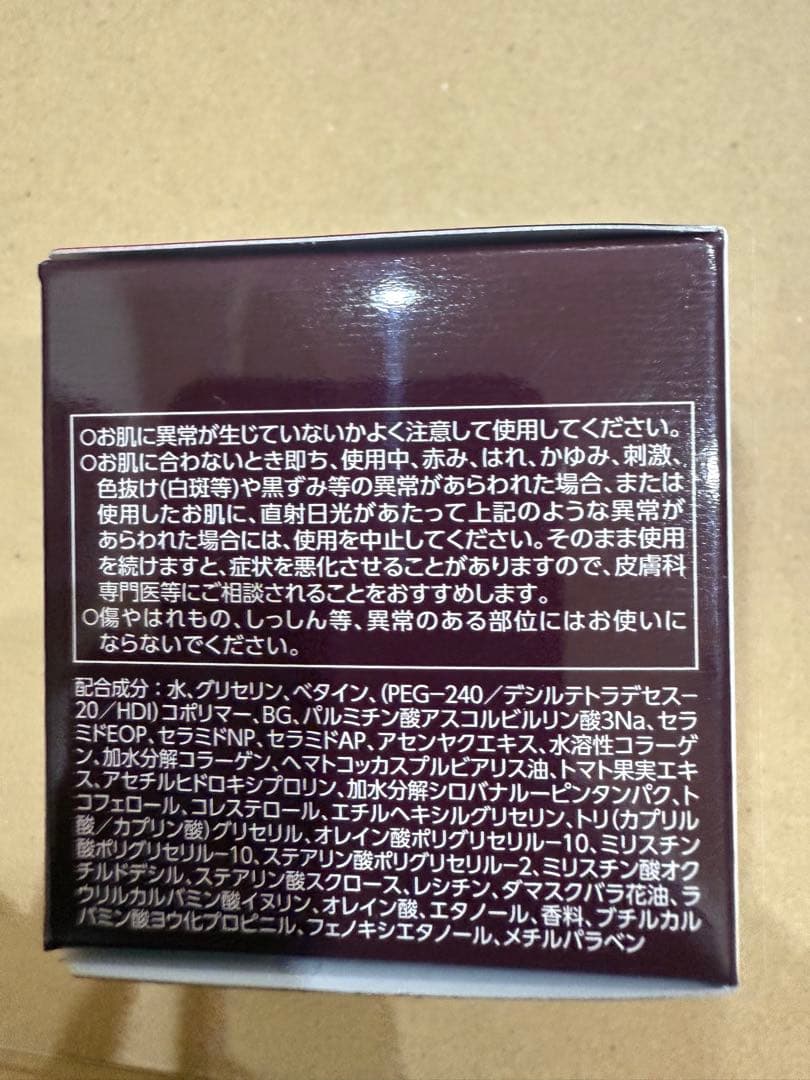 ○お肌に異常が生じていないかよく注意して使用してください。
○お肌に合わないとき即ち、使用中、赤み、はれ、かゆみ、刺激、
色抜け(白斑等)や黒ずみ等の異常があらわれた場合、または
使用したお肌に、直射日光があたって上記のような異常が
あらわれた場合には、使用を中止してください。そのまま使用
を続けますと、症状を悪化させることがありますので、皮膚科
専門医等にご相談されることをおすすめします。
○傷やはれもの、しっしん等、異常のある部位にはお使いに
ならないでください。
配合成分：水、グリセリン、ベタイン、(PEG-240／デシルテトラデセス-
20／HDI)コポリマー、BG、パルミチン酸アスコルビルリン酸3Na、セラ
ミドEOP、セラミドNP、セラミドAP、アセンヤクエキス、水溶性コラーゲ
ン、加水分解コラーゲン、ヘマトコッカスプルビアリス油、トマト果実エキ
ス、アセチルヒドロキシプロリン、加水分解シロバナルーピンタンパク、ト
コフェロール、コレステロール、エチルヘキシルグリセリン、トリ(カプリル
酸／カプリン酸)グリセリル、オレイン酸ポリグリセリル-10、ミリスチン
酸ポリグリセリル-10、ステアリン酸ポリグリセリル-2、ミリスチン酸オク
チルドデシル、ステアリン酸スクロース、レシチン、ダマスクバラ花油、ラ
ウリルカルバミン酸イヌリン、オレイン酸、エタノール、香料、ブチルカル
バミン酸ヨウ化プロピニル、フェノキシエタノール、メチルパラベン